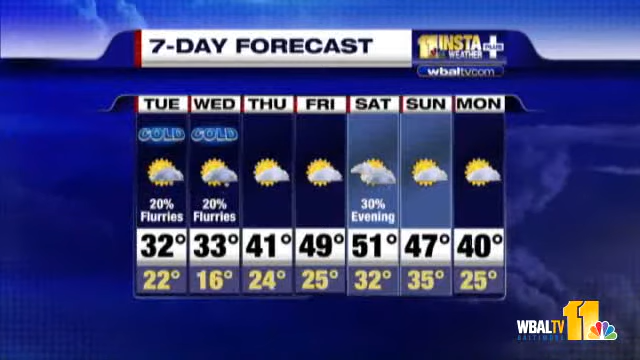 7-DAY FORECAST
11 INSTA
WEATHER PLUS
wbaltv.com
TUE WED THU FRI SAT SUN MON
COLD COLD
20% 20% 30%
Flurries Flurries Evening
32° 33° 41° 49° 51° 47° 40°
22° 16° 24° 25° 32° 35° 25°
WBALTV 11
BALTIMORE